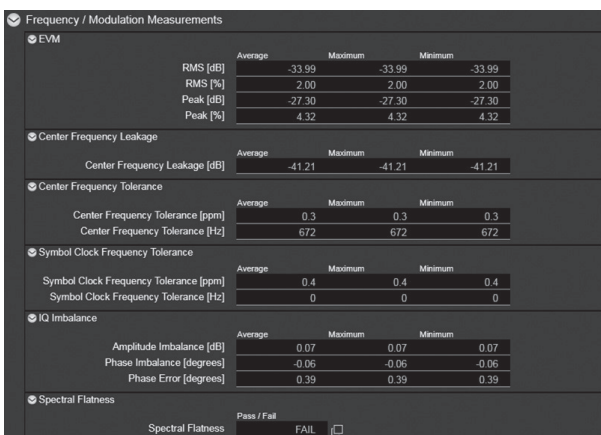 Frequency / Modulation Measurements
EVM
Average Maximum Minimum
RMS [dB] -33.99 -33.99 -33.99
RMS [%] 2.00 2.00 2.00
Peak [dB] -27.30 -27.30 -27.30
Peak [%] 4.32 4.32 4.32
Center Frequency Leakage
Average Maximum Minimum
Center Frequency Leakage [dB] -41.21 -41.21 -41.21
Center Frequency Tolerance
Average Maximum Minimum
Center Frequency Tolerance [ppm] 0.3 0.3 0.3
Center Frequency Tolerance [Hz] 672 672 672
Symbol Clock Frequency Tolerance
Average Maximum Minimum
Symbol Clock Frequency Tolerance [ppm] 0.4 0.4 0.4
Symbol Clock Frequency Tolerance [Hz] 0 0 0
IQ Imbalance
Average Maximum Minimum
Amplitude Imbalance [dB] 0.07 0.07 0.07
Phase Imbalance [degrees] -0.06 -0.06 -0.06
Phase Error [degrees] 0.39 0.39 0.39
Spectral Flatness
Pass / Fail
Spectral Flatness FAIL